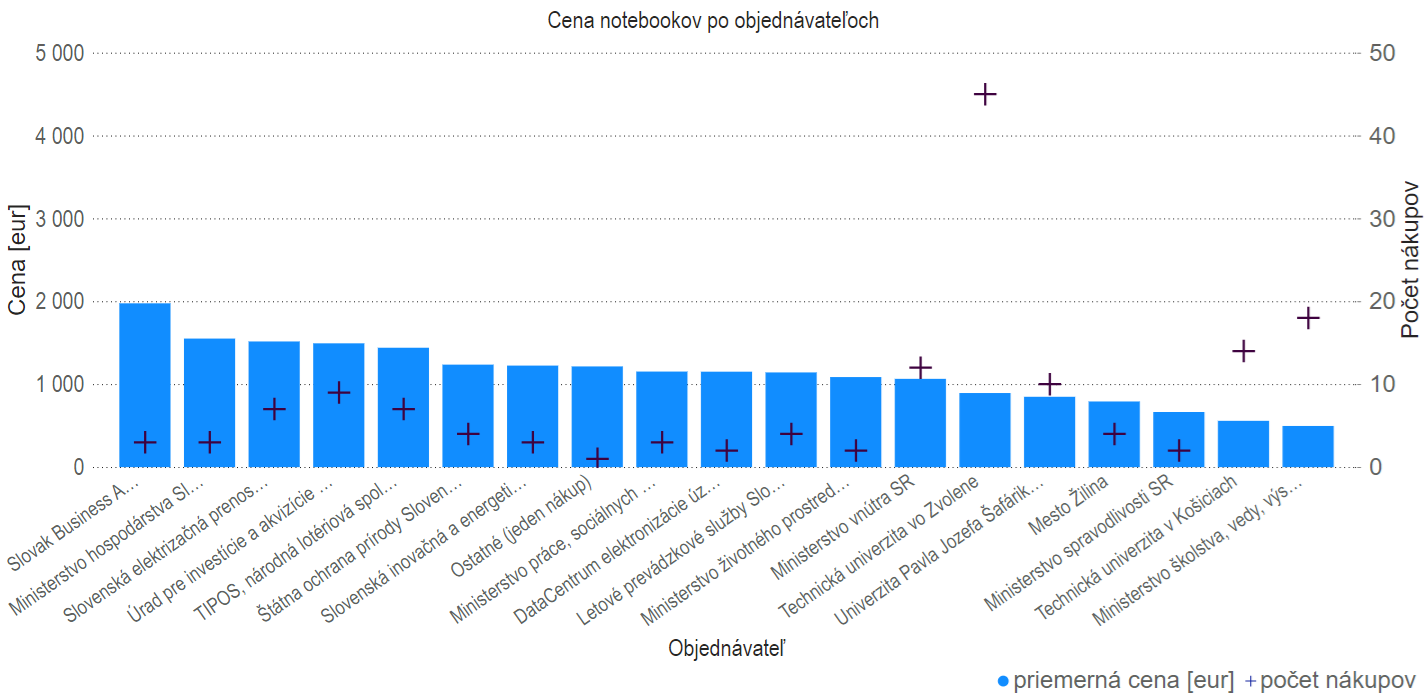 Cena notebookov po objednávateľoch
5 000
4 000
3 000
2 000
1 000
0
Cena [eur]
50
40
30
20
10
0
Počet nákupov
Slovak Business A…
Ministerstvo hospodárstva Sl…
Slovenská elektrizačná prenos…
Úrad pre investície a akvizície …
TIPOS, národná lotériová spol…
Štátna ochrana prírody Sloven…
Slovenská inovačná a energeti…
Ostatné (jeden nákup)
Ministerstvo práce, sociálnych …
DataCentrum elektronizácie úz…
Letové prevádzkové služby Slo…
Ministerstvo životného prostred…
Ministerstvo vnútra SR
Technická univerzita vo Zvolene
Univerzita Pavla Jozefa Šafárik…
Mesto Žilina
Ministerstvo spravodlivosti SR
Technická univerzita v Košiciach
Ministerstvo školstva, vedy, výs…
Objednávateľ
priemerná cena [eur] +počet nákupov